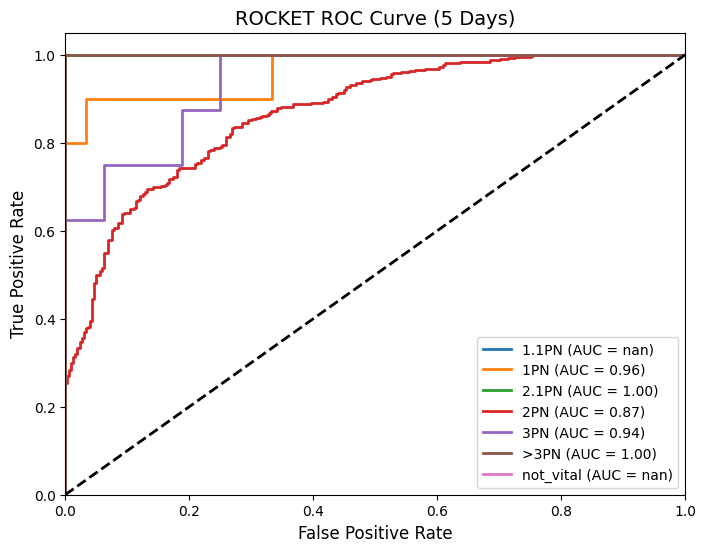 ROCKET ROC Curve (5 Days)
True Positive Rate
1.0
0.8
0.6
0.4
0.2
0.0
0.0 0.2 0.4 0.6 0.8 1.0
False Positive Rate
1.1PN (AUC = nan)
1PN (AUC = 0.96)
2.1PN (AUC = 1.00)
2PN (AUC = 0.87)
3PN (AUC = 0.94)
>3PN (AUC = 1.00)
not_vital (AUC = nan)